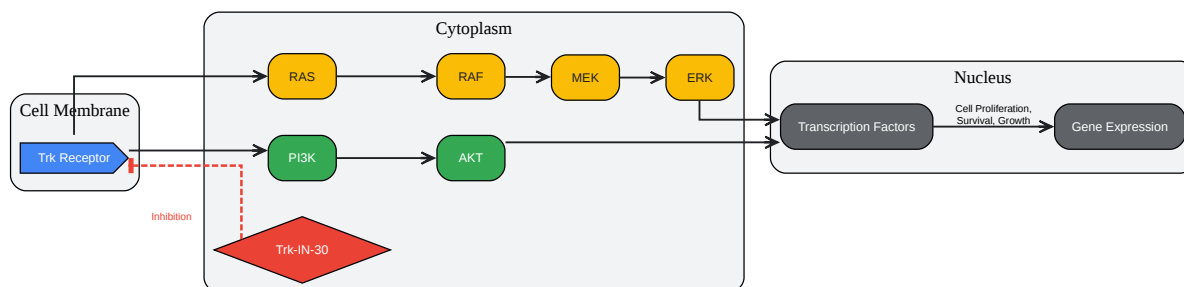 Cytoplasm
RAS
RAF
MEK
ERK
Nucleus
Cell Membrane
Cell Proliferation,
Survival, Growth
Transcription Factors
Gene Expression
Trk Receptor
PI3K
AKT
Inhibition
Trk-IN-30